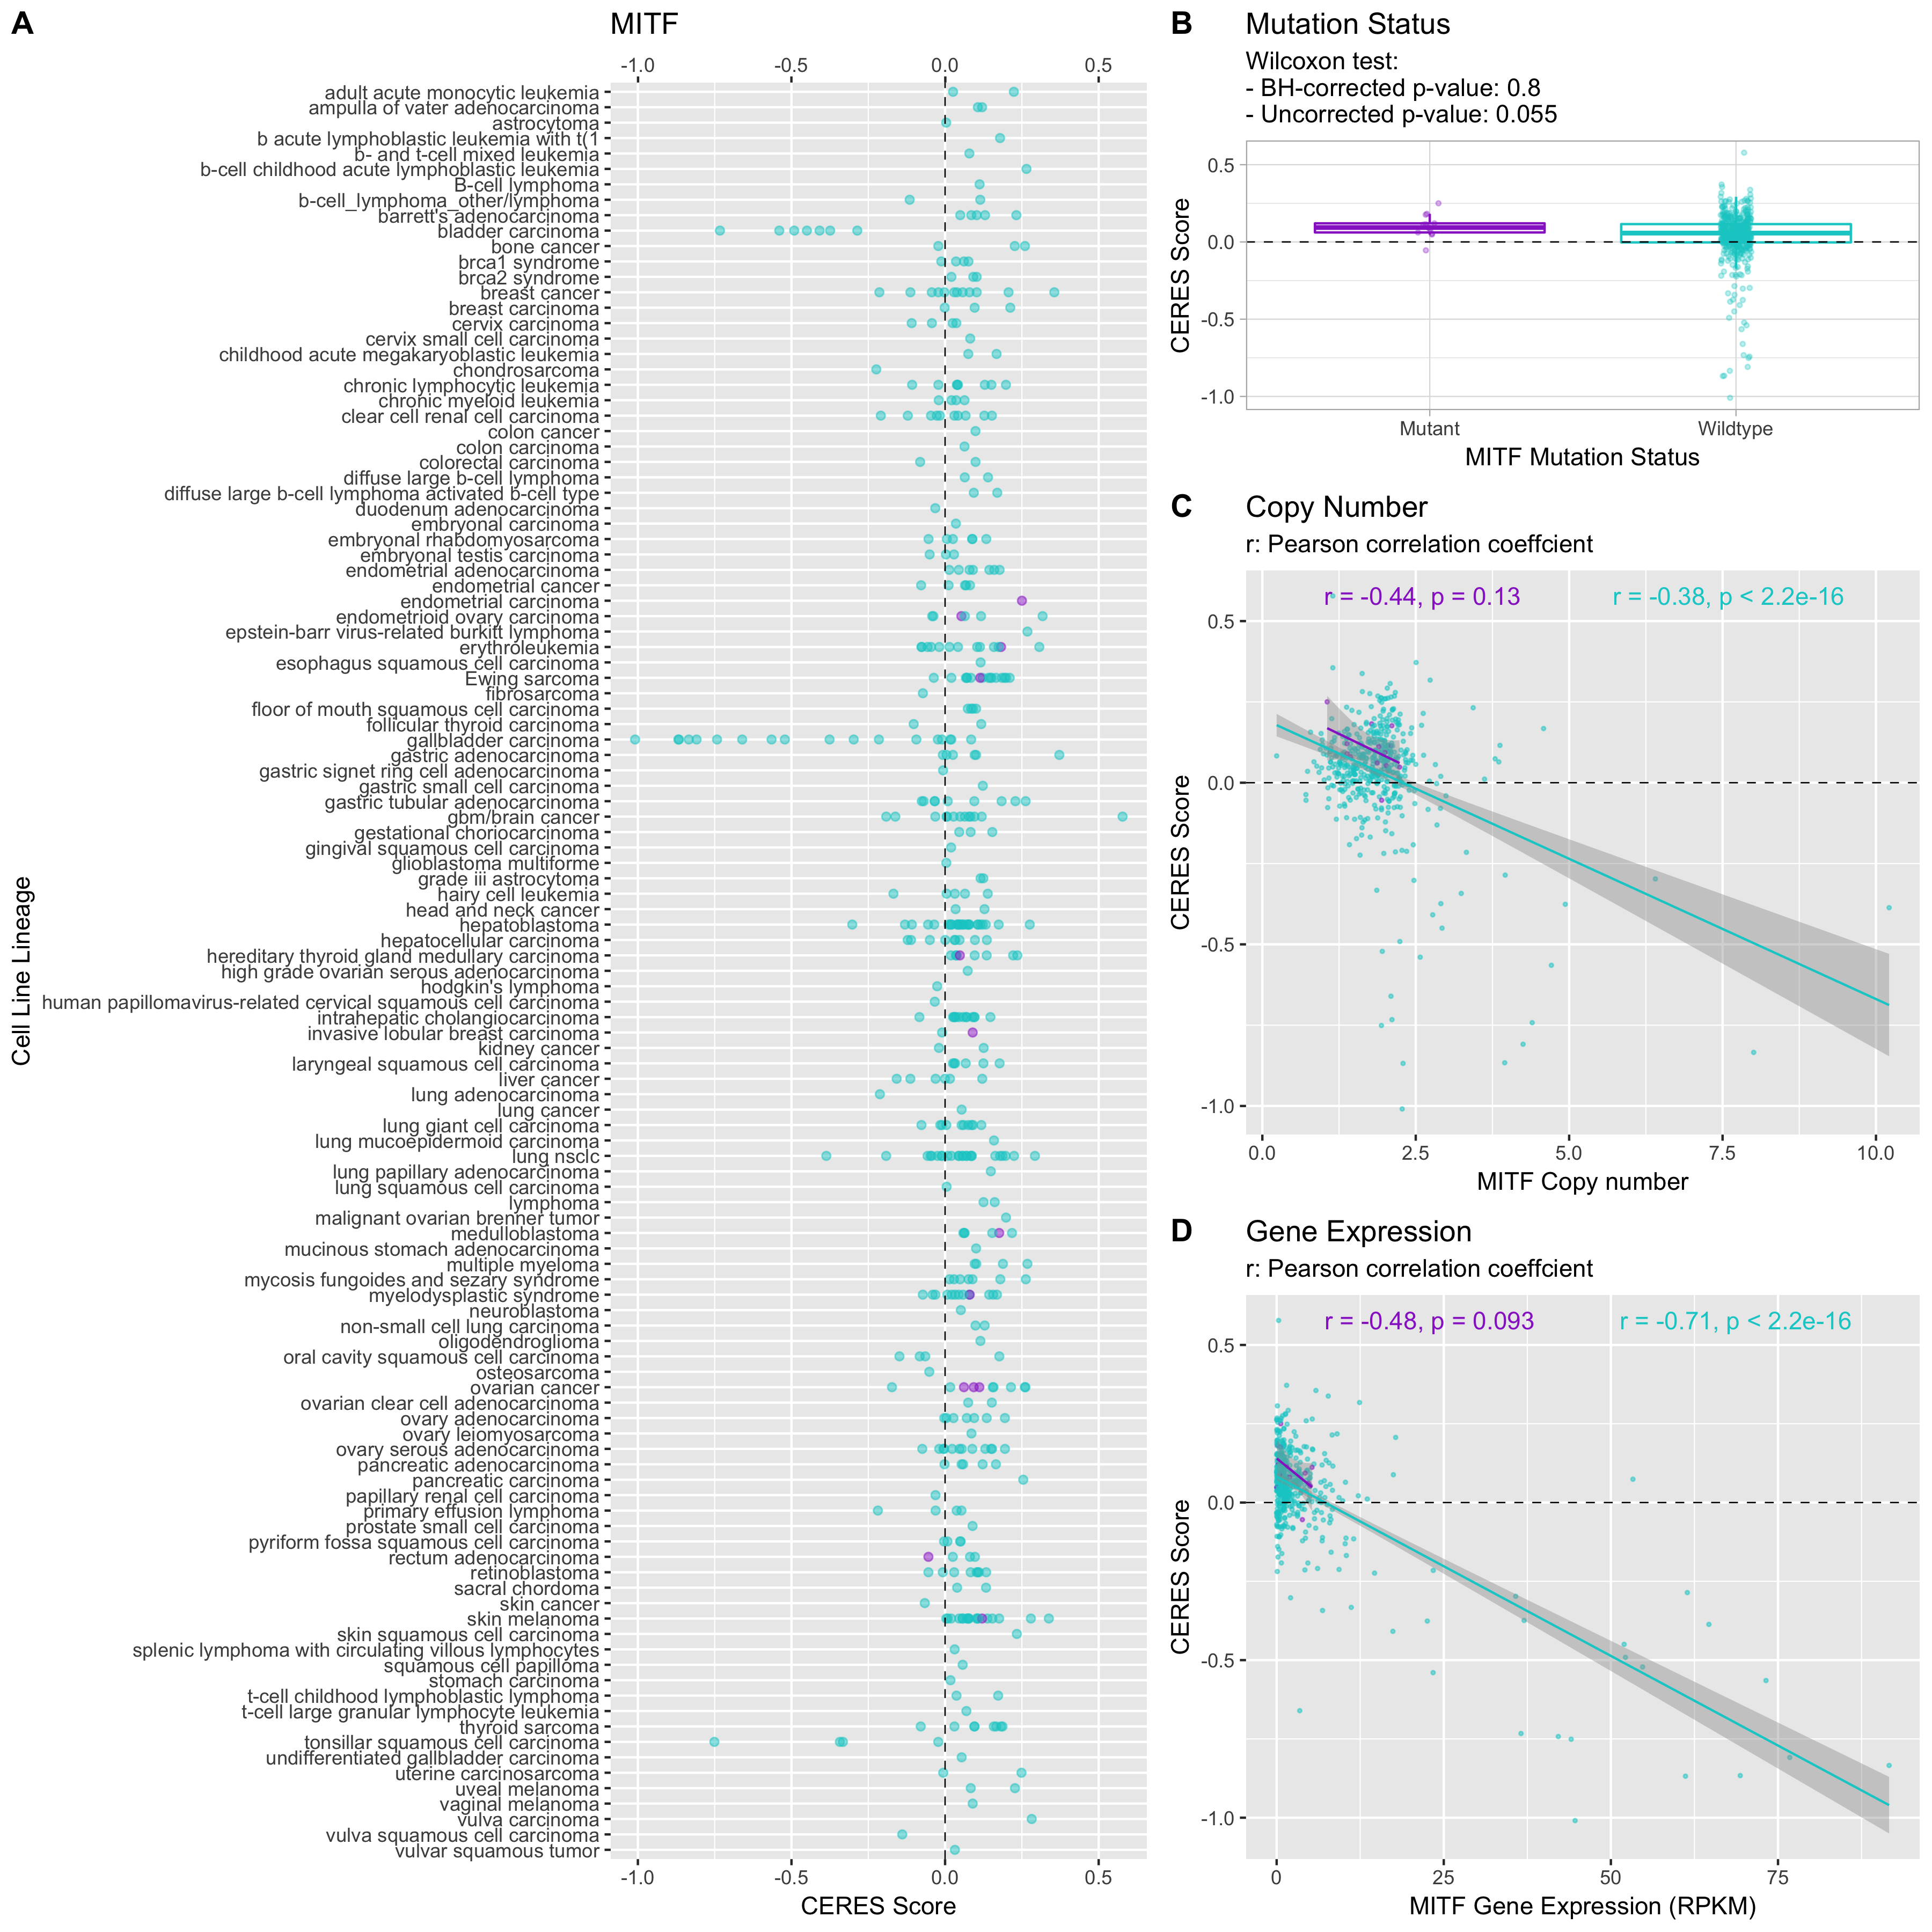 A
MITF
-1.0 -0.5 0.0 0.5
adult acute monocytic leukemia
ampulla of vater adenocarcinoma
astrocytoma
b acute lymphoblastic leukemia with t(1
b- and t-cell mixed leukemia
b-cell childhood acute lymphoblastic leukemia
B-cell lymphoma
b-cell_lymphoma_other/lymphoma
barrett's adenocarcinoma
bladder carcinoma
bone cancer
brca1 syndrome
brca2 syndrome
breast cancer
breast carcinoma
cervix carcinoma
cervix small cell carcinoma
childhood acute megakaryoblastic leukemia
chondrosarcoma
chronic lymphocytic leukemia
chronic myeloid leukemia
clear cell renal cell carcinoma
colon cancer
colon carcinoma
colorectal carcinoma
diffuse large b-cell lymphoma
diffuse large b-cell lymphoma activated b-cell type
duodenum adenocarcinoma
embryonal carcinoma
embryonal rhabdomyosarcoma
embryonal testis carcinoma
endometrial adenocarcinoma
endometrial cancer
endometrial carcinoma
endometrioid ovary carcinoma
epstein-barr virus-related burkitt lymphoma
erythroleukemia
esophagus squamous cell carcinoma
Ewing sarcoma
fibrosarcoma
floor of mouth squamous cell carcinoma
follicular thyroid carcinoma
gallbladder carcinoma
gastric adenocarcinoma
gastric signet ring cell adenocarcinoma
gastric small cell carcinoma
gastric tubular adenocarcinoma
gbm/brain cancer
gestational choriocarcinoma
gingival squamous cell carcinoma
glioblastoma multiforme
grade iii astrocytoma
hairy cell leukemia
head and neck cancer
hepatoblastoma
hepatocellular carcinoma
hereditary thyroid gland medullary carcinoma
high grade ovarian serous adenocarcinoma
hodgkin's lymphoma
human papillomavirus-related cervical squamous cell carcinoma
intrahepatic cholangiocarcinoma
invasive lobular breast carcinoma
kidney cancer
laryngeal squamous cell carcinoma
liver cancer
lung adenocarcinoma
lung cancer
lung giant cell carcinoma
lung mucoepidermoid carcinoma
lung nsclc
lung papillary adenocarcinoma
lung squamous cell carcinoma
lymphoma
malignant ovarian brenner tumor
medulloblastoma
mucinous stomach adenocarcinoma
multiple myeloma
mycosis fungoides and sezary syndrome
myelodysplastic syndrome
neuroblastoma
non-small cell lung carcinoma
oligodendroglioma
oral cavity squamous cell carcinoma
osteosarcoma
ovarian cancer
ovarian clear cell adenocarcinoma
ovary adenocarcinoma
ovary leiomyosarcoma
ovary serous adenocarcinoma
pancreatic adenocarcinoma
pancreatic carcinoma
papillary renal cell carcinoma
primary effusion lymphoma
prostate small cell carcinoma
pyriform fossa squamous cell carcinoma
rectum adenocarcinoma
retinoblastoma
sacral chordoma
skin cancer
skin melanoma
skin squamous cell carcinoma
splenic lymphoma with circulating villous lymphocytes
squamous cell papilloma
stomach carcinoma
t-cell childhood lymphoblastic lymphoma
t-cell large granular lymphocyte leukemia
thyroid sarcoma
tonsillar squamous cell carcinoma
undifferentiated gallbladder carcinoma
uterine carcinosarcoma
uveal melanoma
vaginal melanoma
vulva carcinoma
vulva squamous cell carcinoma
vulvar squamous tumor
-1.0 -0.5 0.0 0.5
CERES Score
Cell Line Lineage
B
Mutation Status
Wilcoxon test:
- BH-corrected p-value: 0.8
- Uncorrected p-value: 0.055
0.5
0.0
-0.5
-1.0
CERES Score
Mutant Wildtype
MITF Mutation Status
C
Copy Number
r: Pearson correlation coeffcient
r = -0.44, p = 0.13 r = -0.38, p < 2.2e-16
0.5
0.0
-0.5
-1.0
CERES Score
0.0 2.5 5.0 7.5 10.0
MITF Copy number
D
Gene Expression
r: Pearson correlation coeffcient
r = -0.48, p = 0.093 r = -0.71, p < 2.2e-16
0.5
0.0
-0.5
-1.0
CERES Score
0 25 50 75
MITF Gene Expression (RPKM)